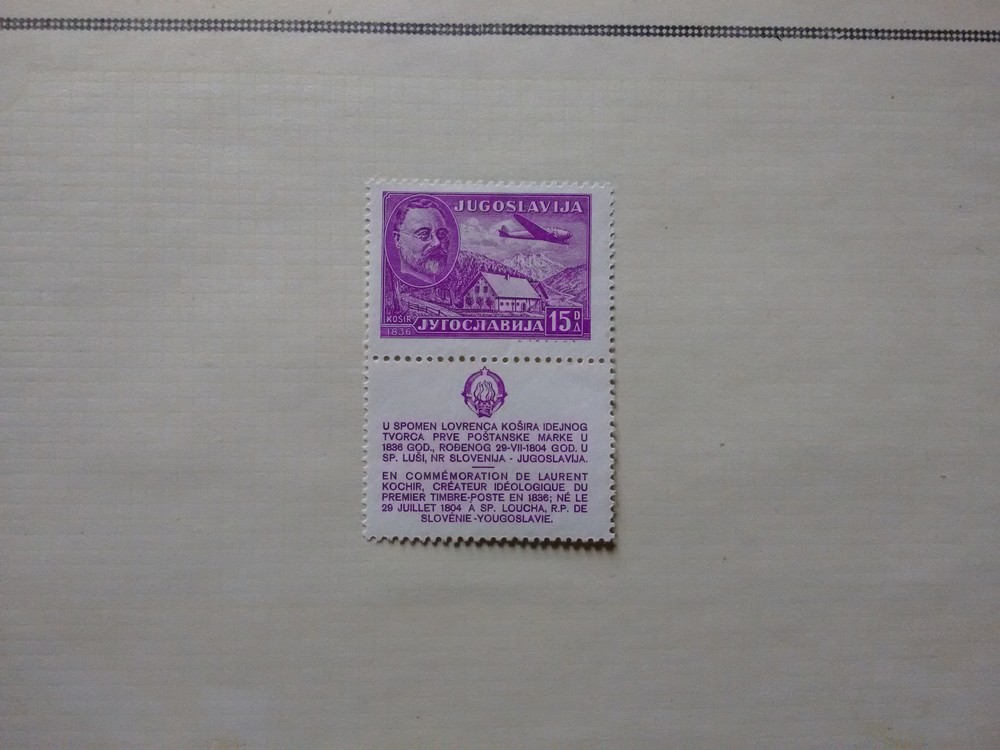 JUGOSLAVIJA
KOŠIR
1836
ЈУГОСЛАВИЈА
15 D
Д
U SPOMEN LOVRENCA KOŠIRA IDEJNOG
TVORCA PRVE POŠTANSKE MARKE U
1836 GOD., ROĐENOG 29-VII-1804 GOD. U
SP. LUŠI, NR SLOVENIJA - JUGOSLAVIJA.
EN COMMÉMORATION DE LAURENT
KOCHIR, CRÉATEUR IDÉOLOGIQUE DU
PREMIER TIMBRE-POSTE EN 1836; NÉ LE
29 JUILLET 1804 À SP. LOUCHA, R.P. DE
SLOVÉNIE-YOUGOSLAVIE.